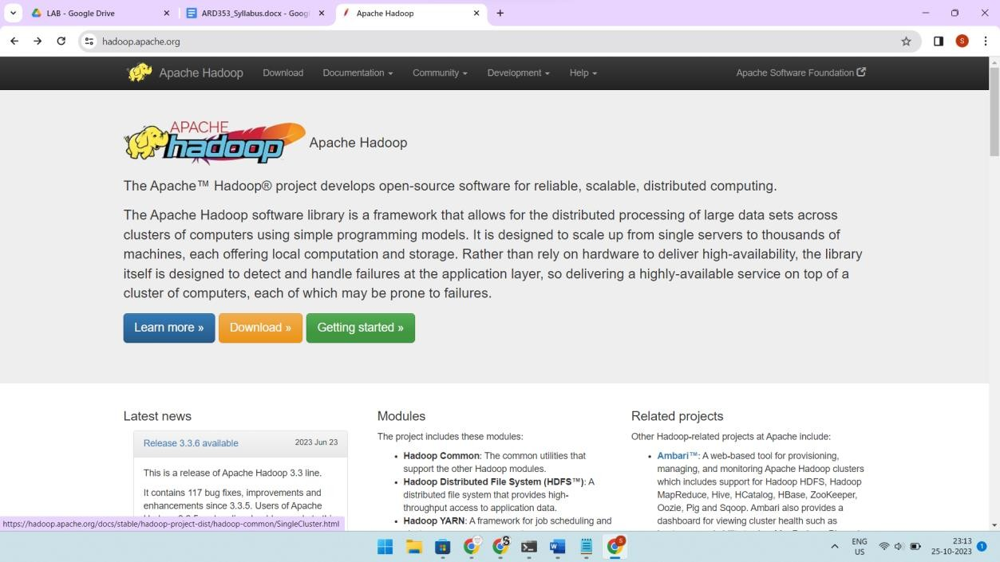 LAB - Google Drive
ARD353_Syllabus.docx - Googl
Apache Hadoop
hadoop.apache.org
S
Apache Hadoop Download Documentation Community Development Help Apache Software Foundation
APACHE
hadoop
Apache Hadoop
The Apache™ Hadoop® project develops open-source software for reliable, scalable, distributed computing.
The Apache Hadoop software library is a framework that allows for the distributed processing of large data sets across
clusters of computers using simple programming models. It is designed to scale up from single servers to thousands of
machines, each offering local computation and storage. Rather than rely on hardware to deliver high-availability, the library
itself is designed to detect and handle failures at the application layer, so delivering a highly-available service on top of a
cluster of computers, each of which may be prone to failures.
Learn more » Download » Getting started »
Latest news
Release 3.3.6 available 2023 Jun 23
This is a release of Apache Hadoop 3.3 line.
It contains 117 bug fixes, improvements and
enhancements since 3.3.5. Users of Apache
Modules
The project includes these modules:
• Hadoop Common: The common utilities that
support the other Hadoop modules.
• Hadoop Distributed File System (HDFS™): A
distributed file system that provides high-
throughput access to application data.
• Hadoop YARN: A framework for job scheduling and
Related projects
Other Hadoop-related projects at Apache include:
• Ambari™: A web-based tool for provisioning,
managing, and monitoring Apache Hadoop clusters
which includes support for Hadoop HDFS, Hadoop
MapReduce, Hive, HCatalog, HBase, ZooKeeper,
Oozie, Pig and Sqoop. Ambari also provides a
dashboard for viewing cluster health such as
https://hadoop.apache.org/docs/stable/hadoop-project-dist/hadoop-common/SingleCluster.html
ENG
US
23:13
25-10-2023
1